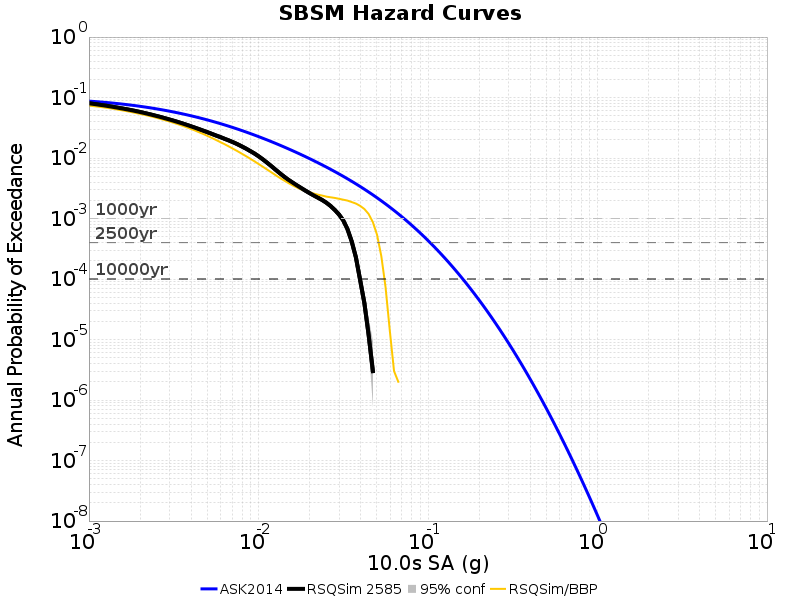 SBSM Hazard Curves
Annual Probability of Exceedance
10^0
10^-1
10^-2
10^-3
10^-4
10^-5
10^-6
10^-7
10^-8
1000yr
2500yr
10000yr
10^-3 10^-2 10^-1 10^0 10^1
10.0s SA (g)
ASK2014 RSQSim 2585 95% conf RSQSim/BBP